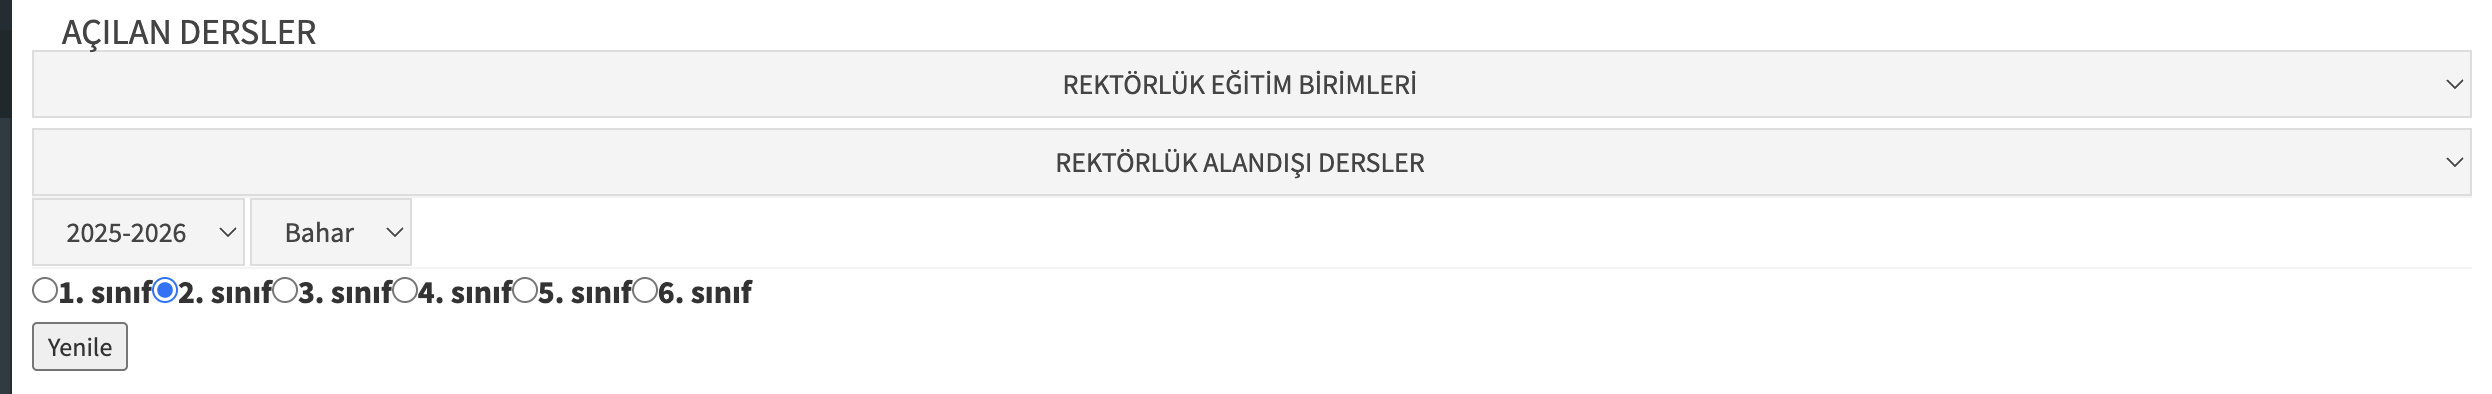 AÇILAN DERSLER
REKTÖRLÜK EĞİTİM BİRİMLERİ
REKTÖRLÜK ALANDIŞI DERSLER
2025-2026 Bahar
1. sınıf 2. sınıf 3. sınıf 4. sınıf 5. sınıf 6. sınıf
Yenile